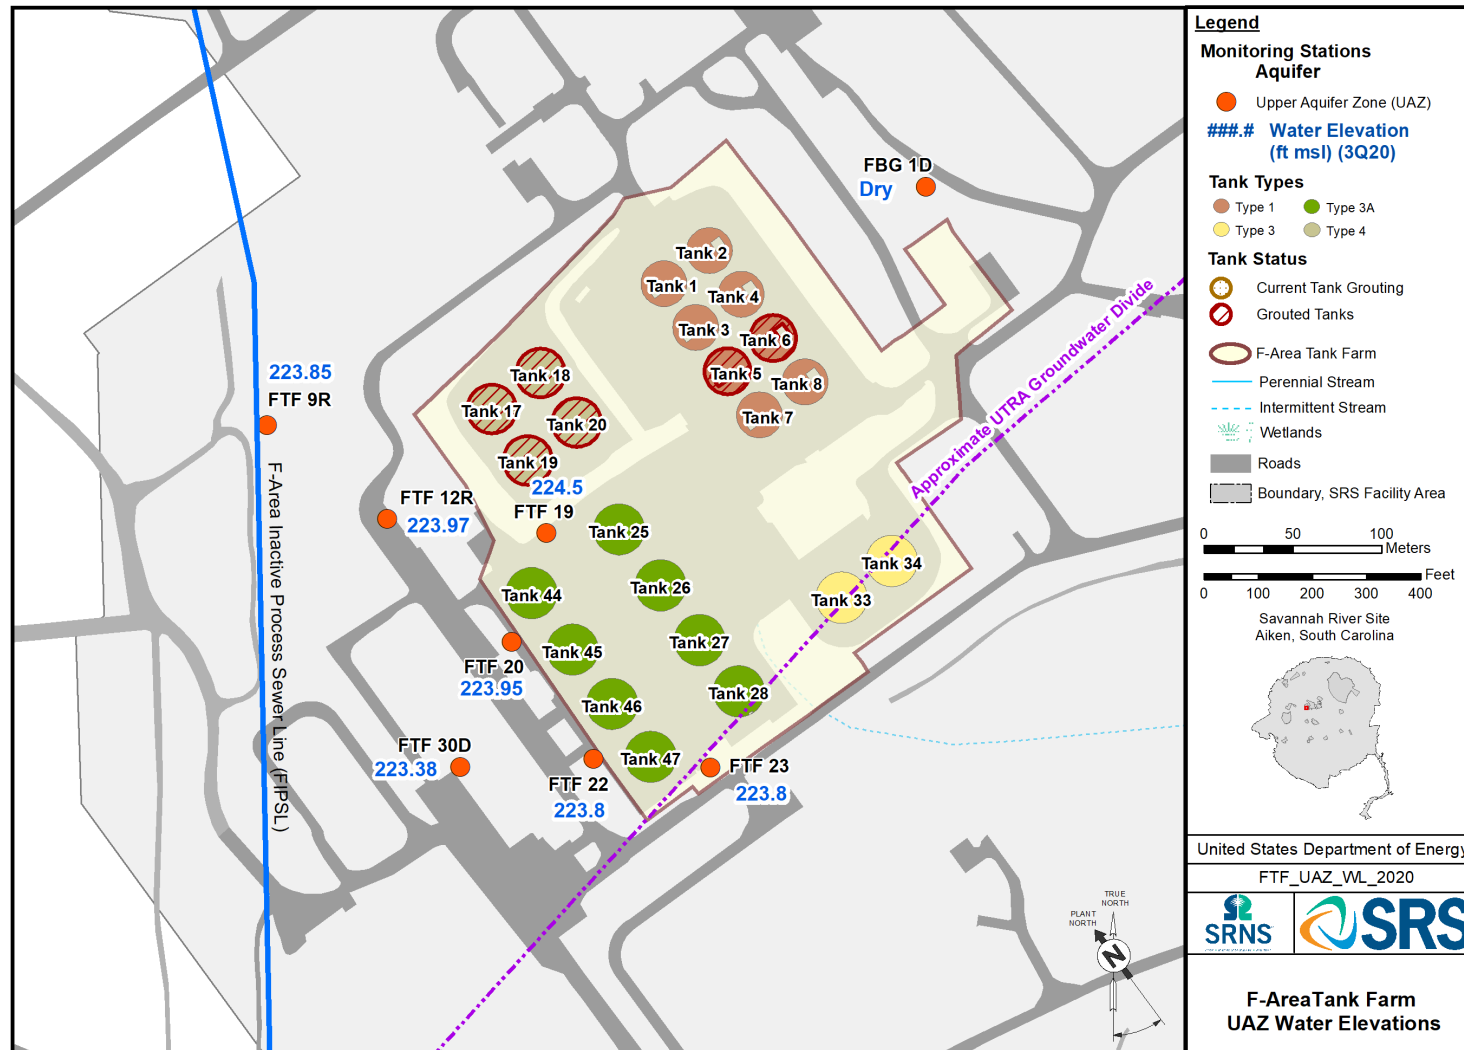 FBG 1D
Dry
Tank 2
Tank 1
Tank 4
Tank 3
Tank 6
Tank 5
Tank 8
Tank 7
Tank 18
Tank 17
Tank 20
Tank 19
Approximate UTRA Groundwater Divide
223.85
FTF 9R
F-Area Inactive Process Sewer Line (FIPSL)
FTF 12R
223.97
224.5
FTF 19
Tank 25
Tank 26
Tank 27
Tank 28
Tank 34
Tank 33
Tank 44
Tank 45
Tank 46
Tank 47
FTF 20
223.95
FTF 30D
223.38
FTF 22
223.8
FTF 23
223.8
TRUE
NORTH
PLANT
NORTH
N
Legend
Monitoring Stations
Aquifer
Upper Aquifer Zone (UAZ)
###.# Water Elevation
(ft msl) (3Q20)
Tank Types
Type 1 Type 3A
Type 3 Type 4
Tank Status
Current Tank Grouting
Grouted Tanks
F-Area Tank Farm
Perennial Stream
Intermittent Stream
Wetlands
Roads
Boundary, SRS Facility Area
0 50 100
Meters
Feet
0 100 200 300 400
Savannah River Site
Aiken, South Carolina
United States Department of Energy
FTF_UAZ_WL_2020
SRNS
SRS
F-AreaTank Farm
UAZ Water Elevations